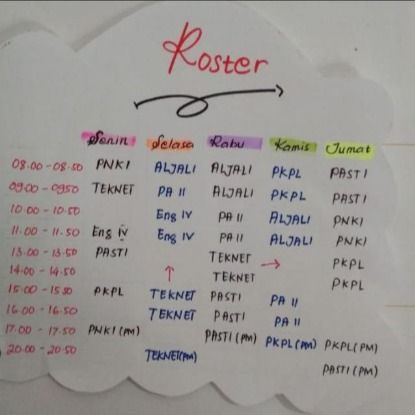 Roster
Senin Selasa Rabu Kamis Jumat
08.00 - 08.50 PNKI ALJALI ALJALI PKPL PASTI
09.00 - 09.50 TEKNET PA II ALJALI PKPL PASTI
10.00 - 10.50 Eng IV PA II ALJALI PNKI
11.00 - 11.50 Eng iv Eng IV PA II ALJALI PNKI
13.00 - 13.50 PASTI TEKNET PKPL
14.00 - 14.50 TEKNET PKPL
15.00 - 15.50 PKPL TEKNET PASTI PA II
16.00 - 16.50 TEKNET PASTI PA II
17.00 - 17.50 PNKI (PM) PASTI (PM) PKPL (PM) PKPL (PM)
20.00 - 20.50 TEKNET(PM) PASTI (PM)